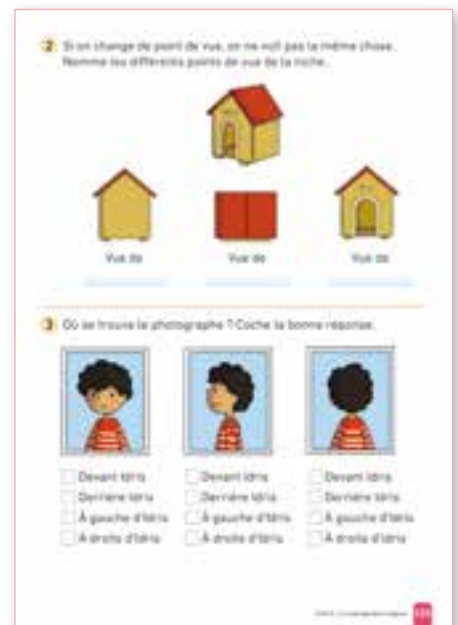 2 Si on change de point de vue, on ne voit pas la même chose.
Nomme les différents points de vue de la niche.
Vue de
Vue de
Vue de
3 Où se trouve le photographe ? Coche la bonne réponse.
Devant Idris
Derrière Idris
À gauche d'Idris
À droite d'Idris
Devant Idris
Derrière Idris
À gauche d'Idris
À droite d'Idris
Devant Idris
Derrière Idris
À gauche d'Idris
À droite d'Idris